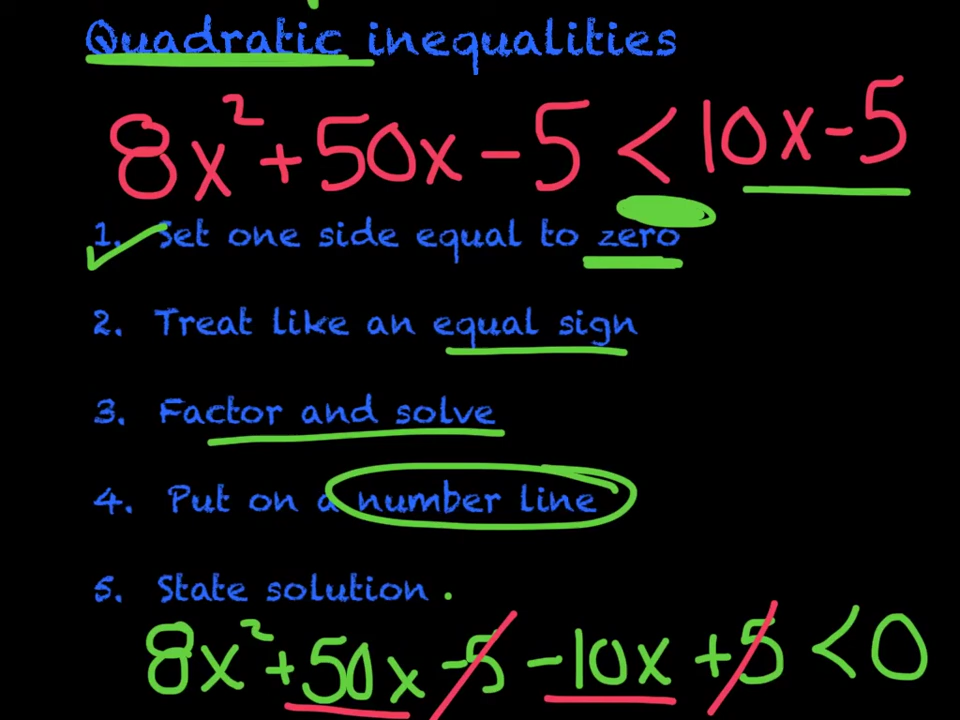 Quadratic inequalities
8x² + 50x - 5 < 10x - 5
1. Set one side equal to zero
2. Treat like an equal sign
3. Factor and solve
4. Put on a number line
5. State solution.
8x² + 50x - 5 - 10x + 5 < 0